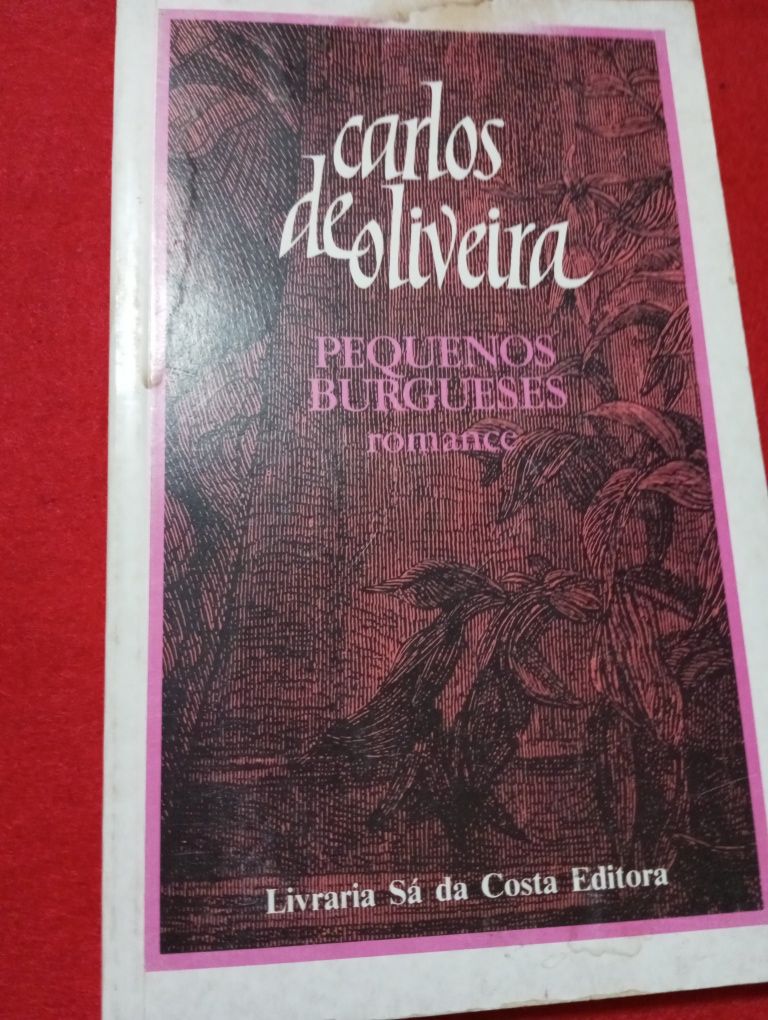 carlos
de oliveira
PEQUENOS
BURGUESES
romance
Livraria Sá da Costa Editora